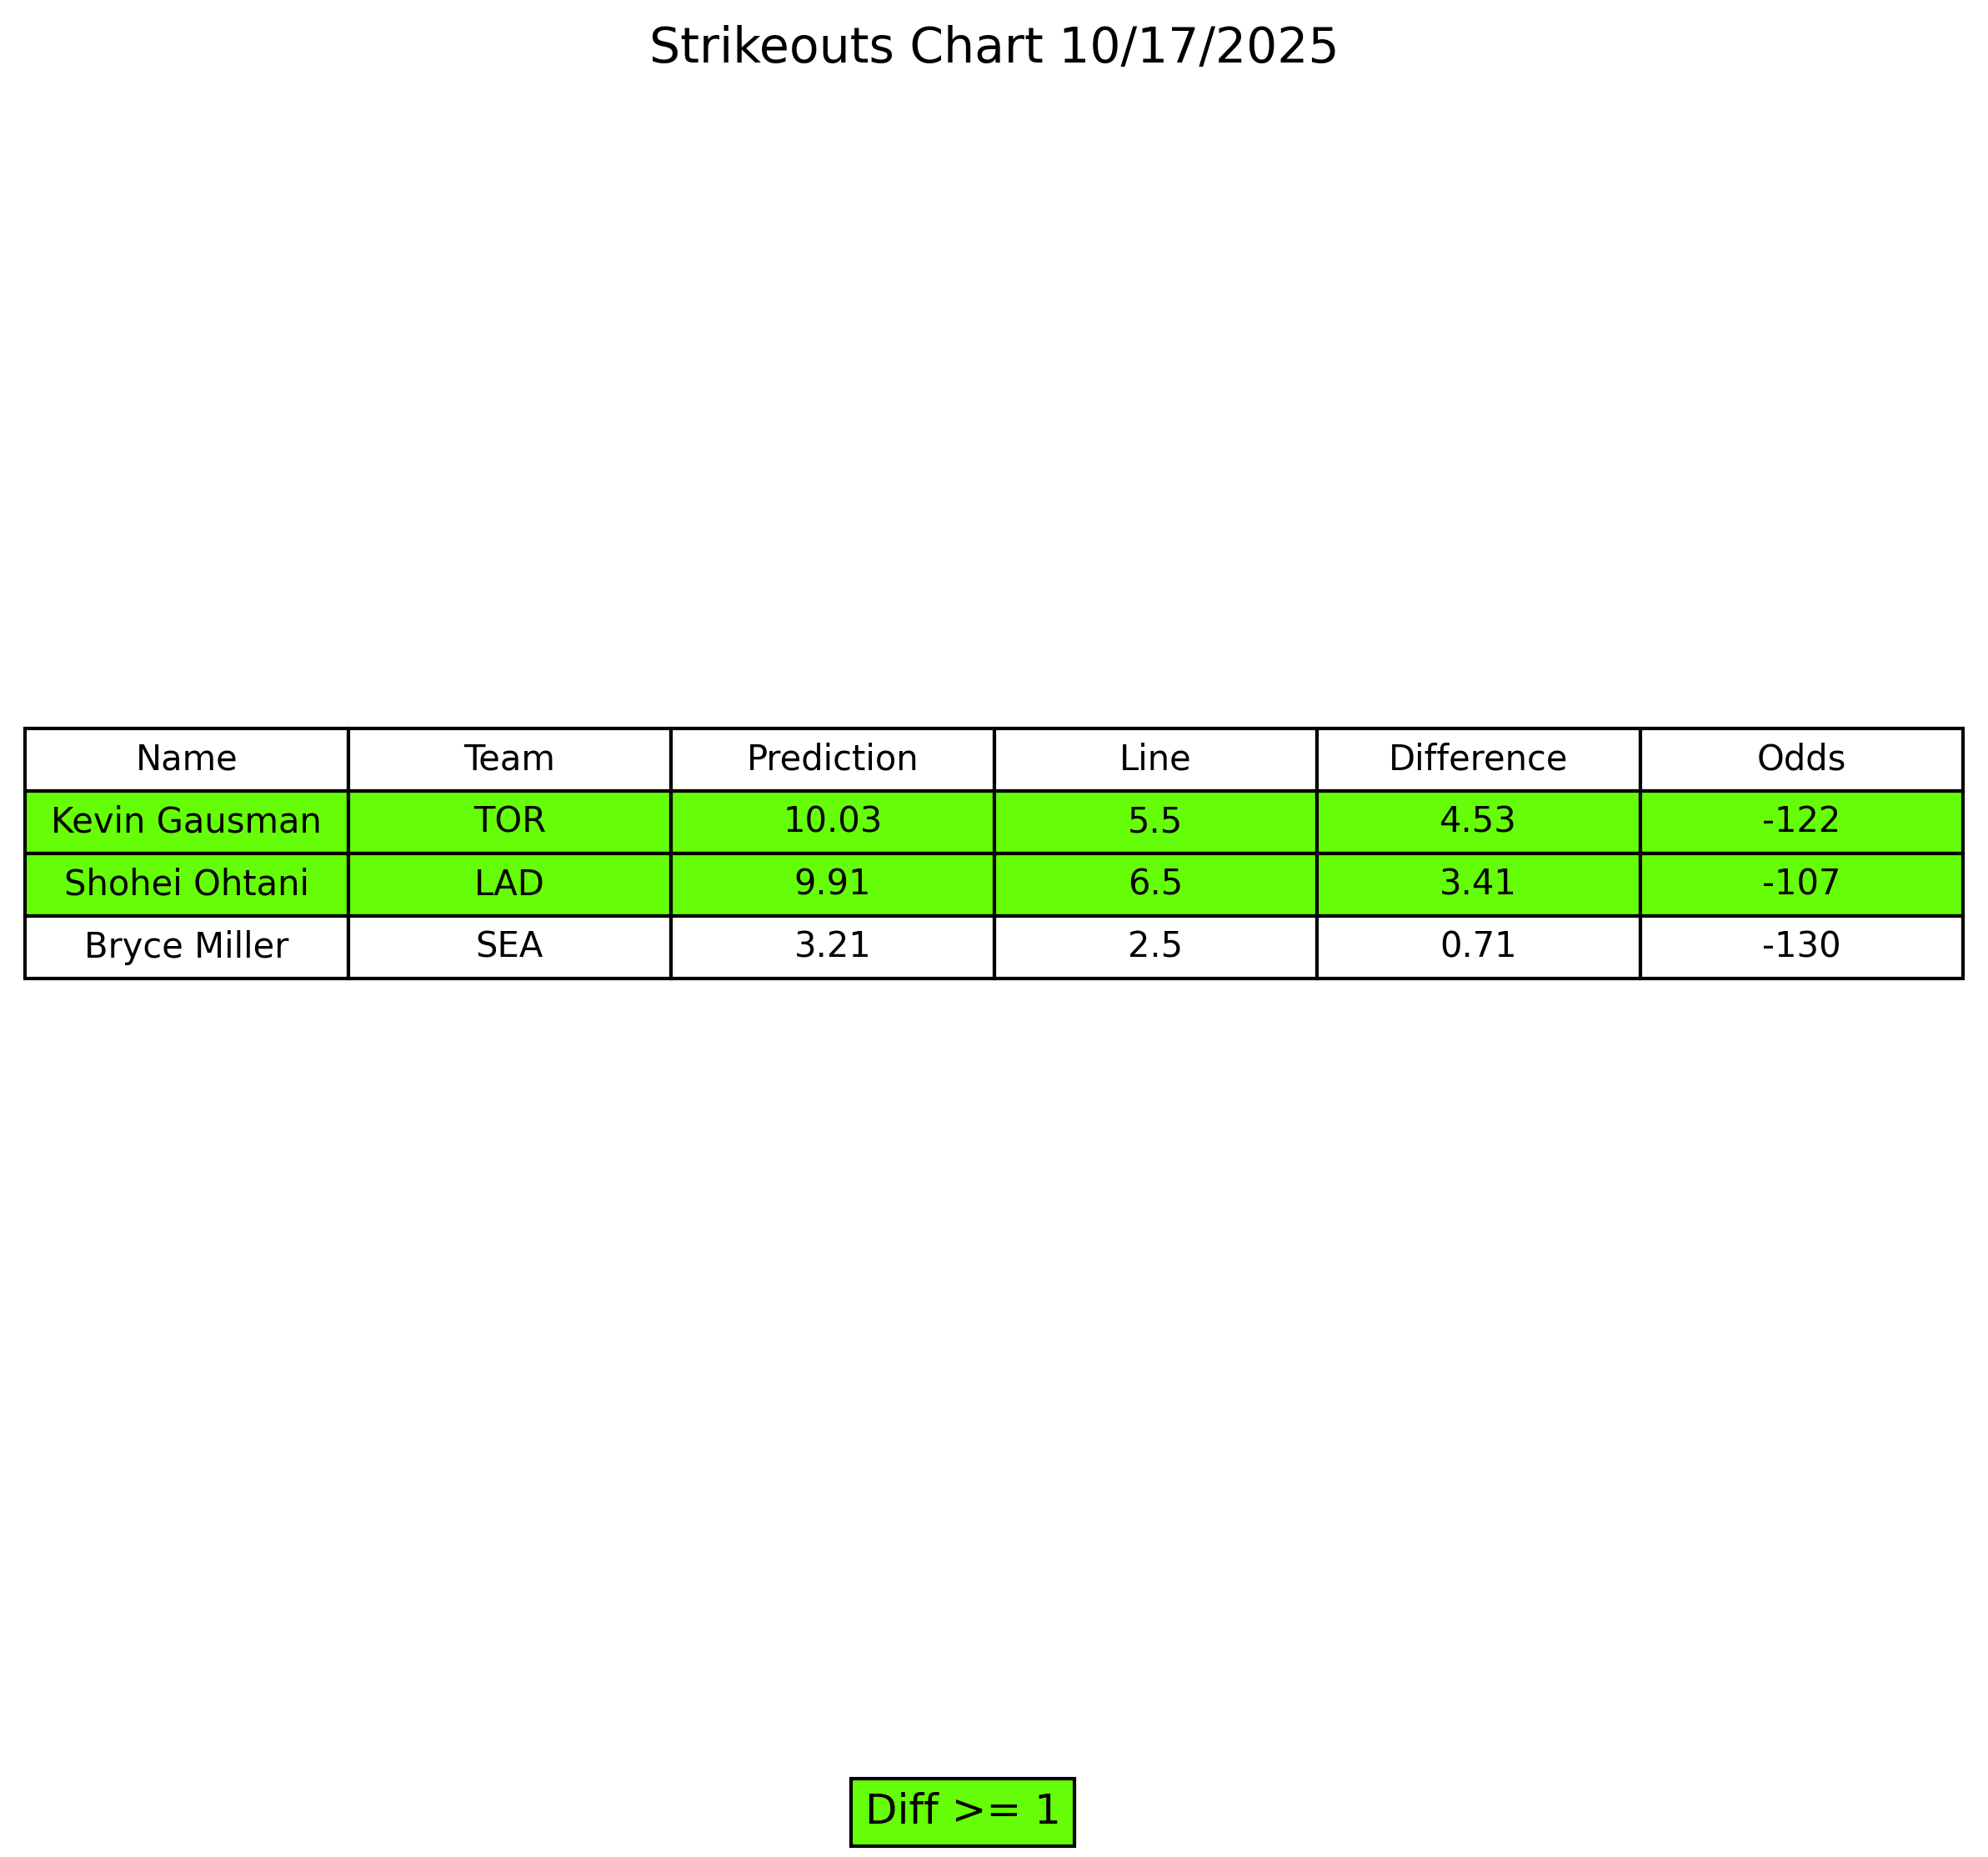 Strikeouts Chart 10/17/2025
Name Team Prediction Line Difference Odds
Kevin Gausman TOR 10.03 5.5 4.53 -122
Shohei Ohtani LAD 9.91 6.5 3.41 -107
Bryce Miller SEA 3.21 2.5 0.71 -130
Diff >= 1